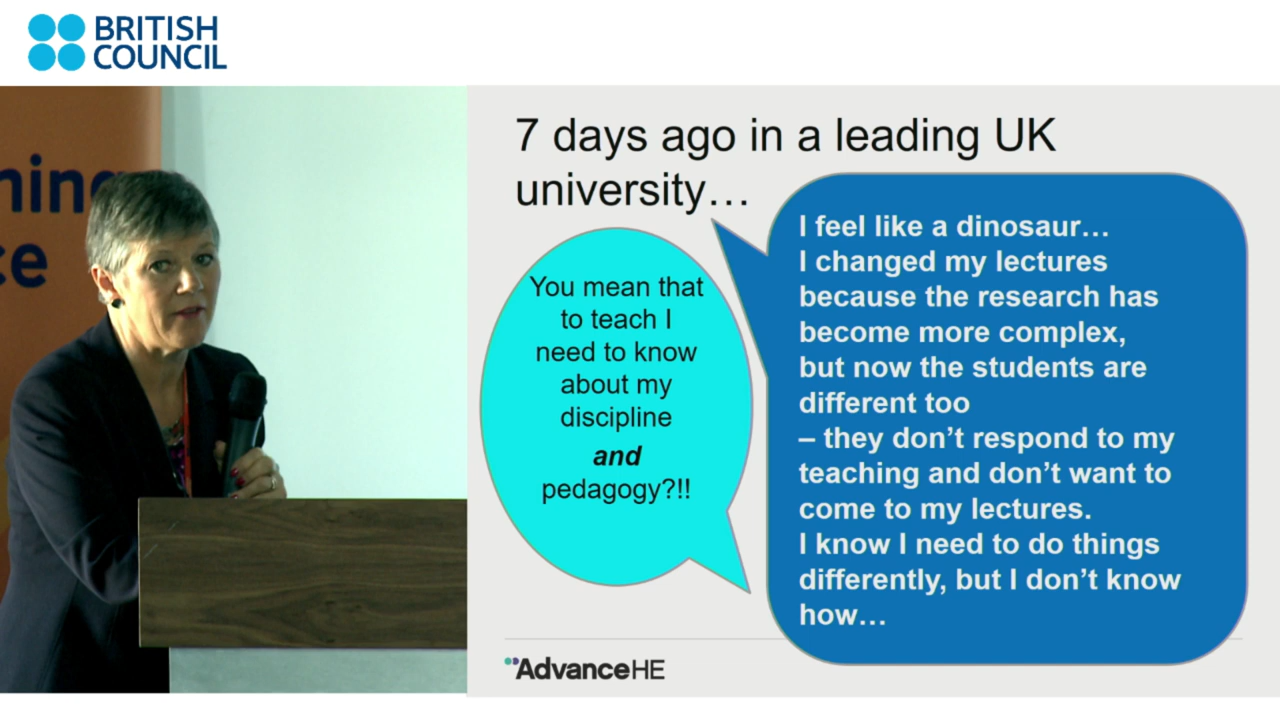 BRITISH
COUNCIL
7 days ago in a leading UK
university…
You mean that
to teach I
need to know
about my
discipline
and
pedagogy?!!
I feel like a dinosaur…
I changed my lectures
because the research has
become more complex,
but now the students are
different too
– they don’t respond to my
teaching and don’t want to
come to my lectures.
I know I need to do things
differently, but I don’t know
how…
AdvanceHE